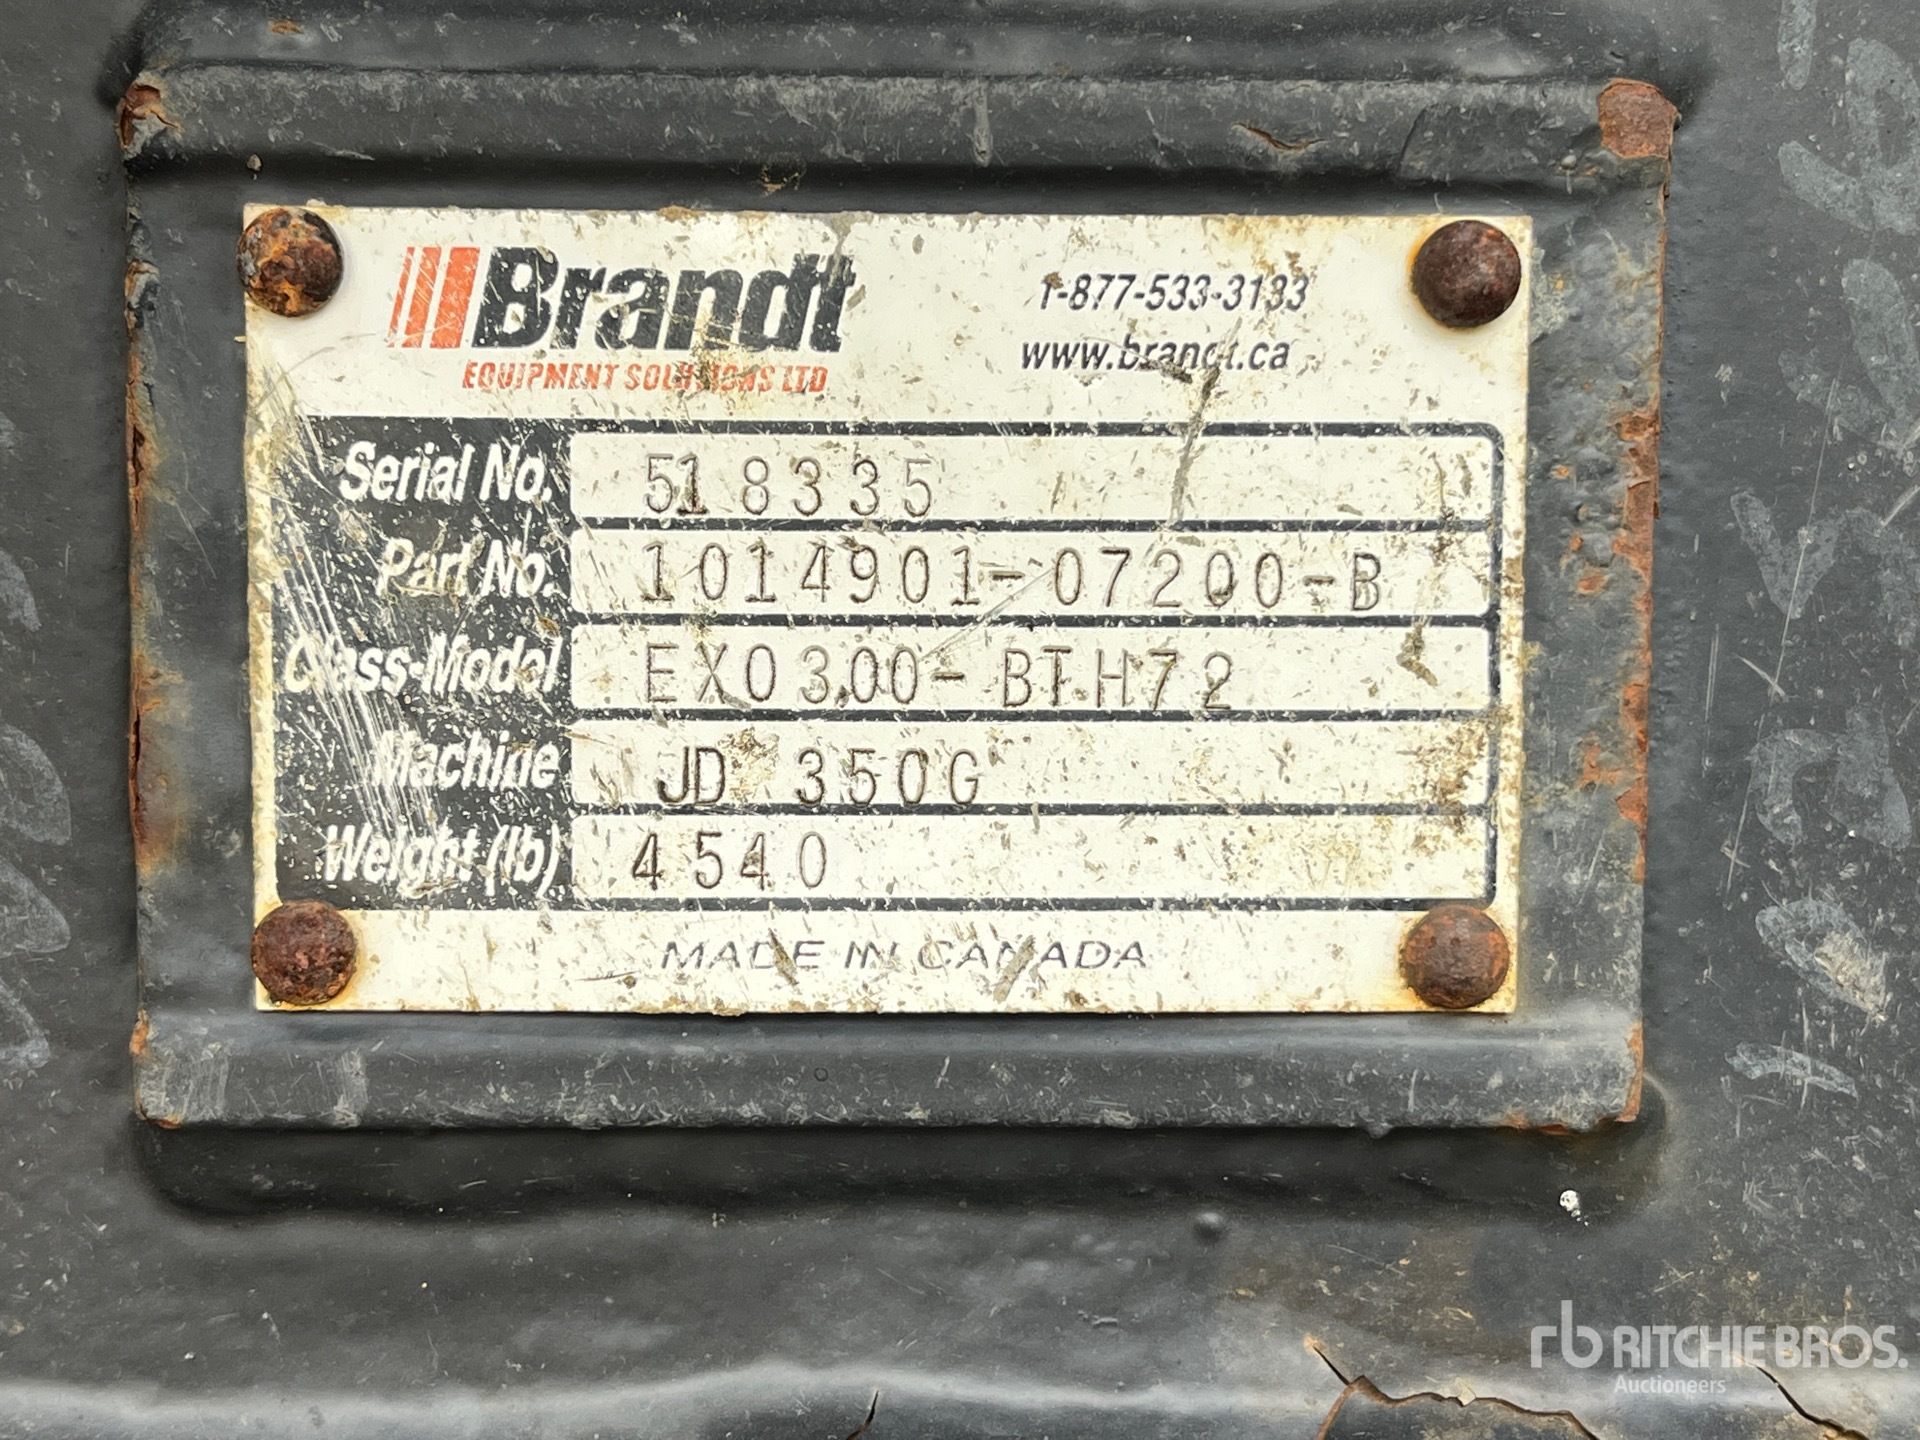 Brandt
EQUIPMENT SOLUTIONS LTD.
1-877-533-3133
www.brandt.ca
Serial No. 518335
Part No. 1014901-07200-B
Class-Model EX0300-BTH72
Machine JD 350G
Weight (lb) 4540
MADE IN CANADA
rb RITCHIE BROS.
Auctioneers